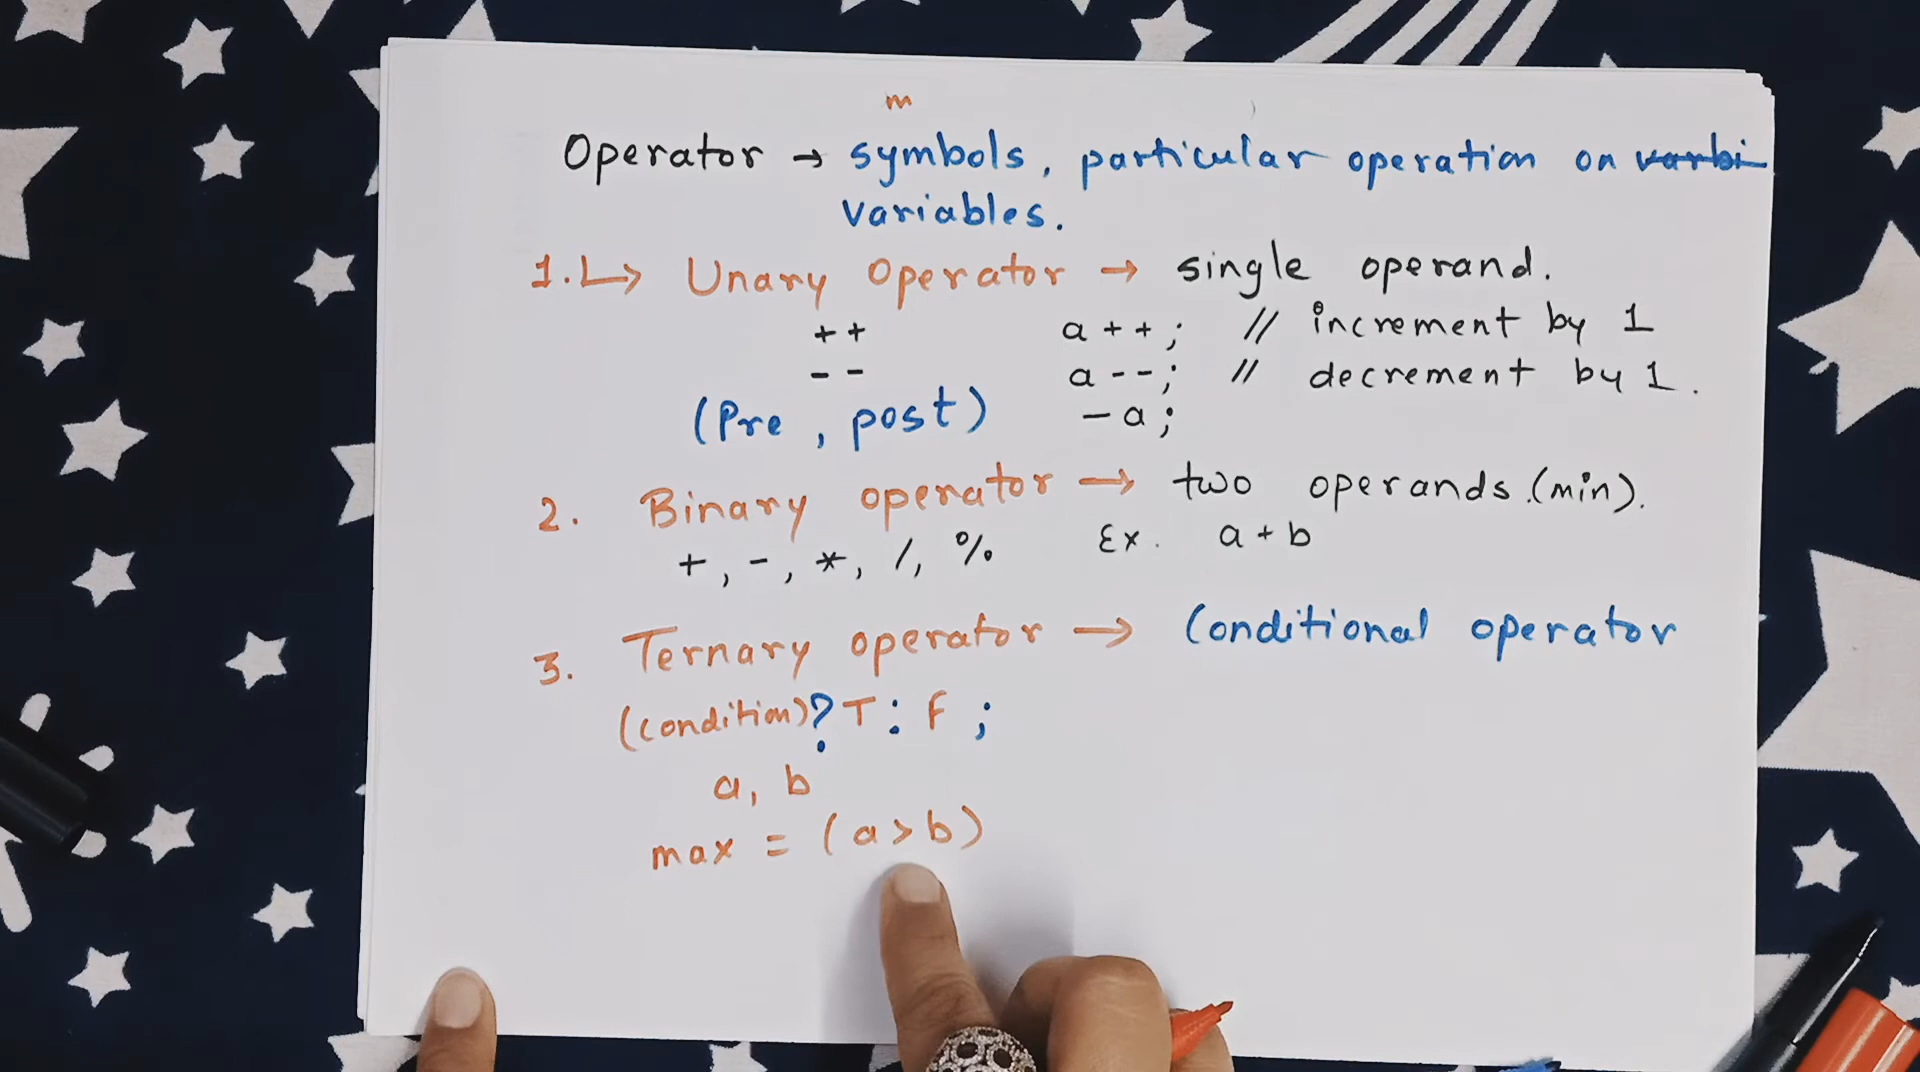 m
Operator → symbols, particular operation on varbi
variables.
1.↳ Unary Operator → single operand.
++ a++; // increment by 1
-- a--; // decrement by 1.
(Pre, post) -a;
2. Binary operator → two operands.(min).
+, -, *, /, % Ex. a+b
3. Ternary operator → Conditional operator
(condition)? T : F ;
a, b
max = (a>b)